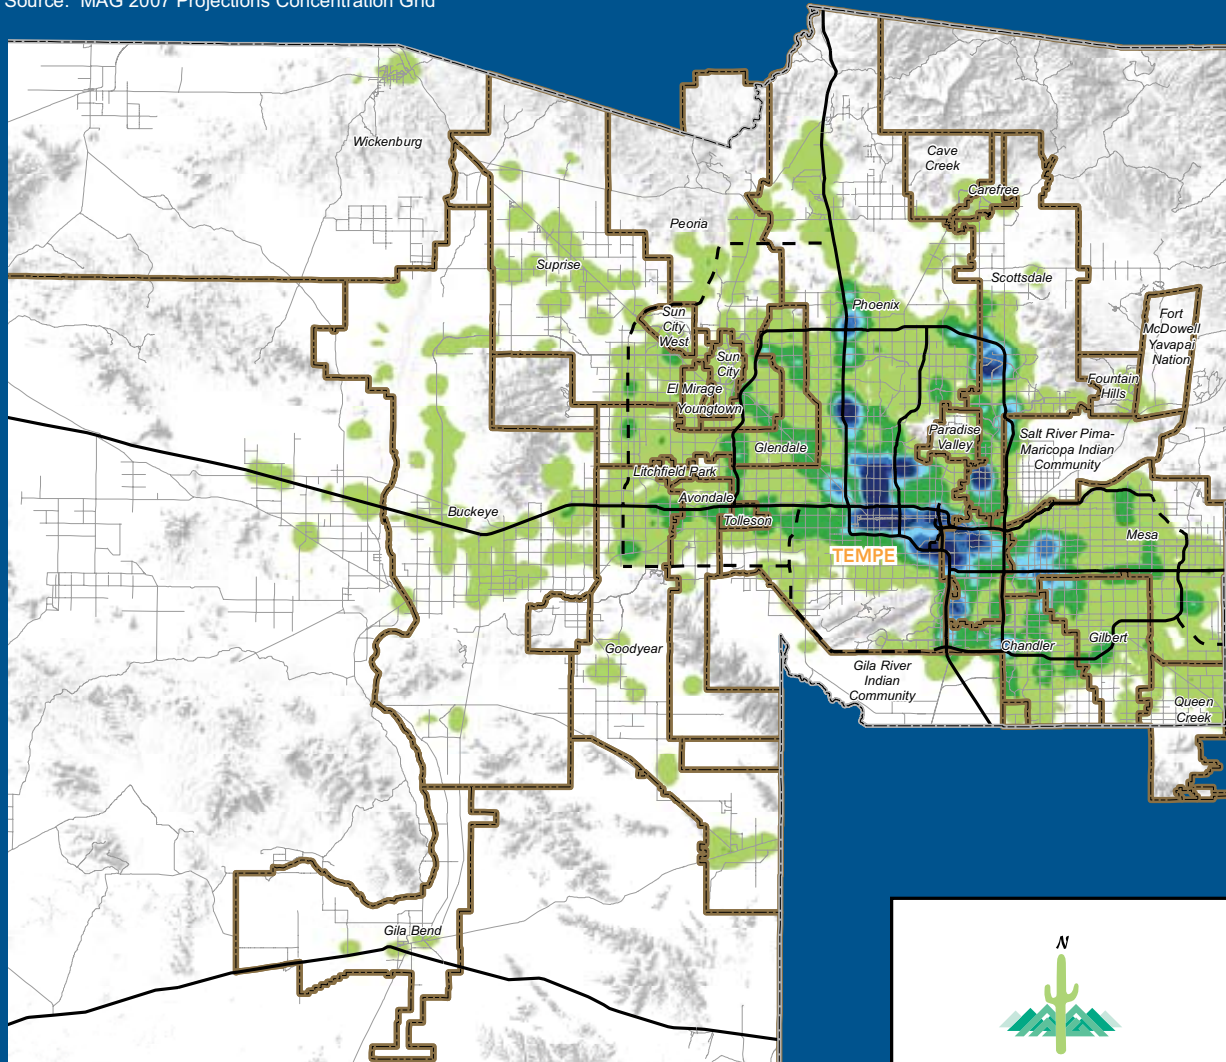 Source: MAG 2007 Projections Concentration Grid
Wickenburg
Cave
Creek
Carefree
Peoria
Suprise
Scottsdale
Phoenix
Sun
City
West
Fort
McDowell
Yavapai
Nation
Sun
City
El Mirage
Youngtown
Fountain
Hills
Paradise
Valley
Salt River Pima-
Maricopa Indian
Community
Glendale
Litchfield Park
Avondale
Buckeye
Tolleson
Mesa
TEMPE
Goodyear
Chandler
Gilbert
Gila River
Indian
Community
Queen
Creek
Gila Bend
N